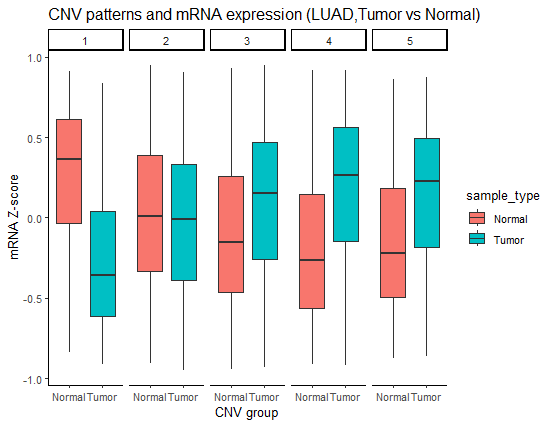 CNV patterns and mRNA expression (LUAD,Tumor vs Normal)
1 2 3 4 5
1.0
0.5
0.0
-0.5
-1.0
mRNA Z-score
Normal Tumor Normal Tumor Normal Tumor Normal Tumor Normal Tumor
CNV group
sample_type
Normal
Tumor